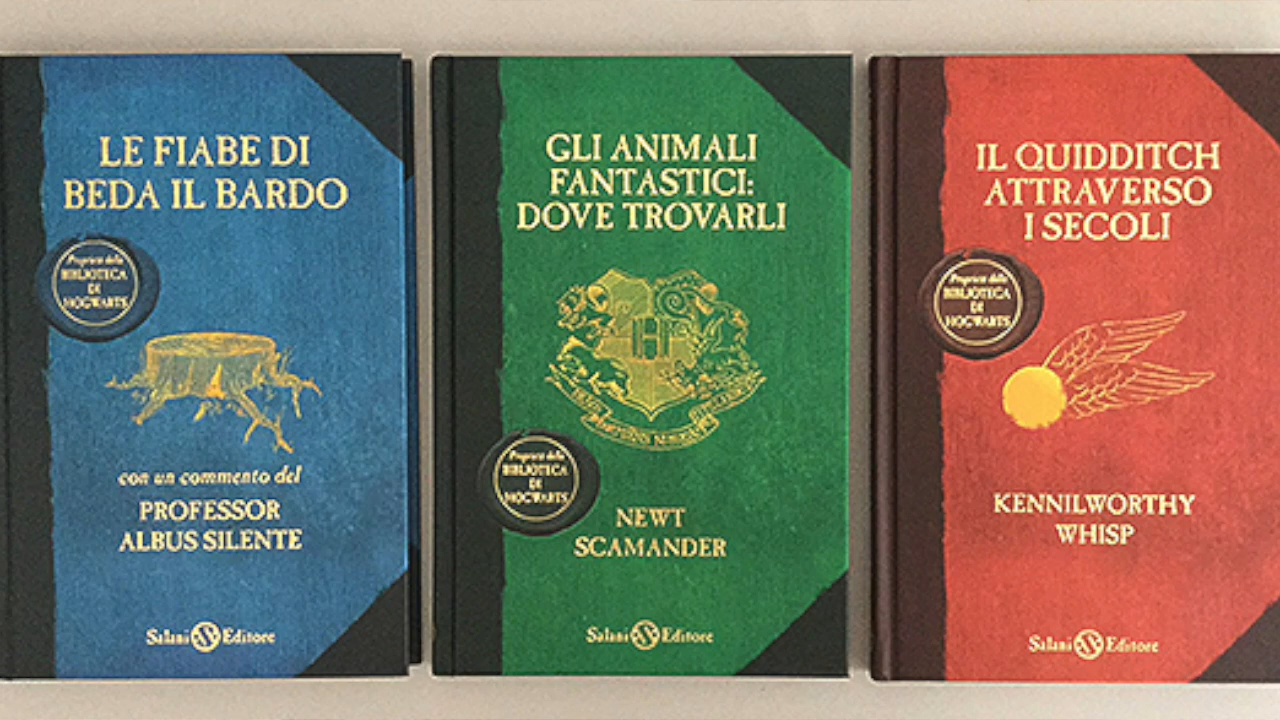 LE FIABE DI
BEDA IL BARDO
Proprietà della
BIBLIOTECA
DI
HOGWARTS
con un commento del
PROFESSOR
ALBUS SILENTE
Salani Editore
GLI ANIMALI
FANTASTICI:
DOVE TROVARLI
H
Proprietà della
BIBLIOTECA
DI
HOGWARTS
NEWT
SCAMANDER
Salani Editore
IL QUIDDITCH
ATTRAVERSO
I SECOLI
Proprietà della
BIBLIOTECA
DI
HOGWARTS
KENNILWORTHY
WHISP
Salani Editore